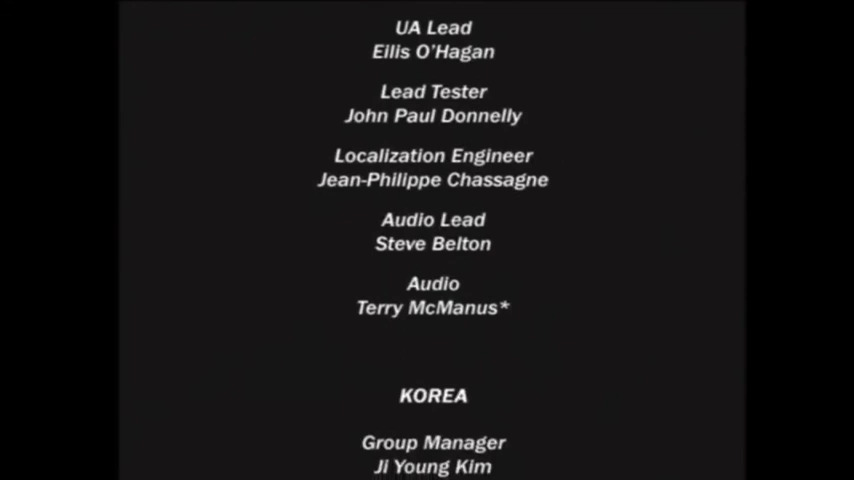 UA Lead
Eilis O'Hagan
Lead Tester
John Paul Donnelly
Localization Engineer
Jean-Philippe Chassagne
Audio Lead
Steve Belton
Audio
Terry McManus*
KOREA
Group Manager
Ji Young Kim